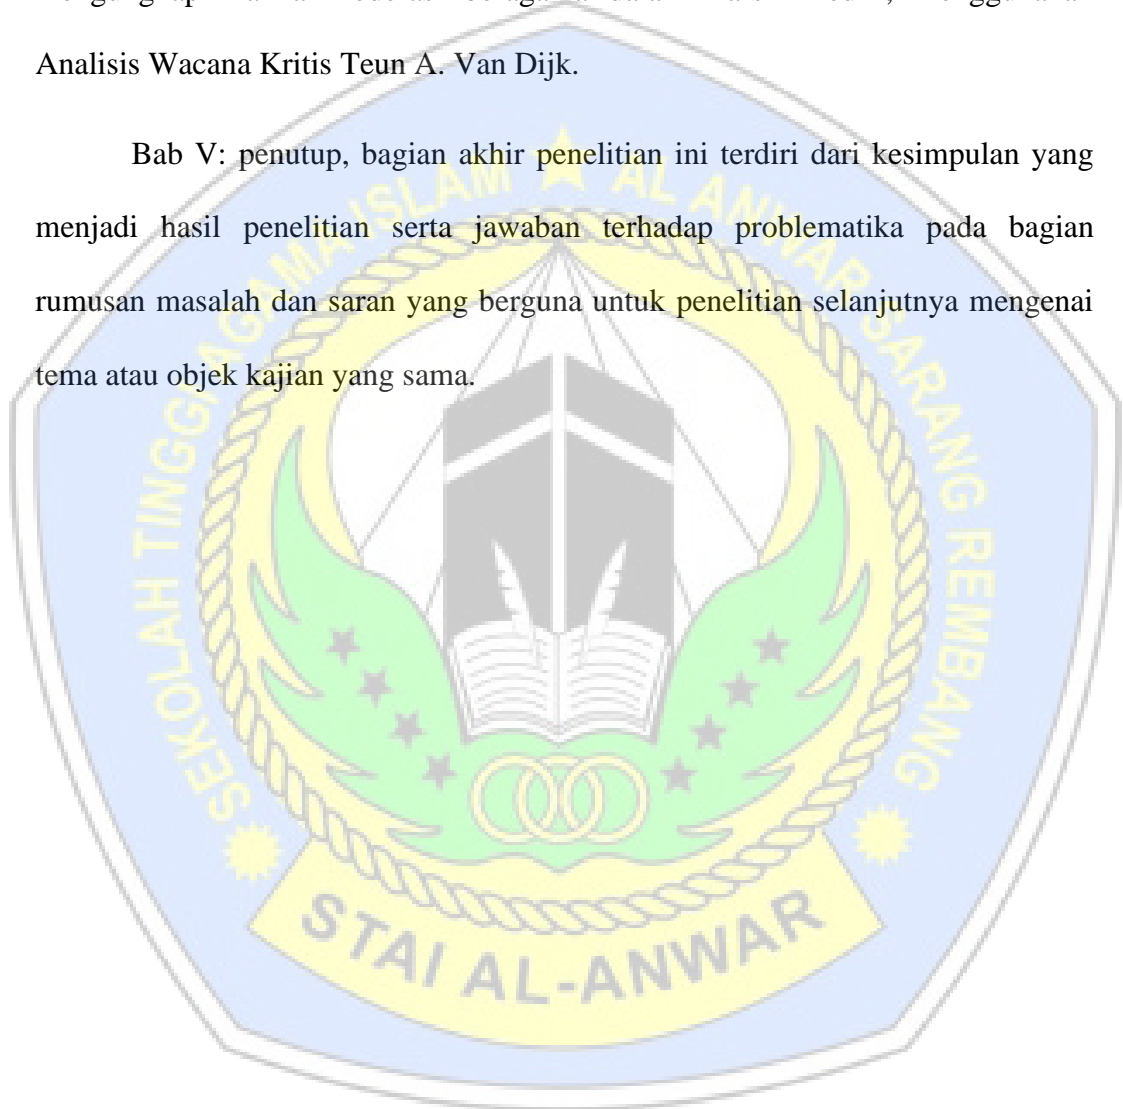 Analisis Wacana Kritis Teun A. Van Dijk.
Bab V: penutup, bagian akhir penelitian ini terdiri dari kesimpulan yang
menjadi hasil penelitian serta jawaban terhadap problematika pada bagian
rumusan masalah dan saran yang berguna untuk penelitian selanjutnya mengenai
tema atau objek kajian yang sama.
SEKOLAH TINGGI AGAMA ISLAM AL ANWAR SARANG REMBANG
STAI AL-ANWAR